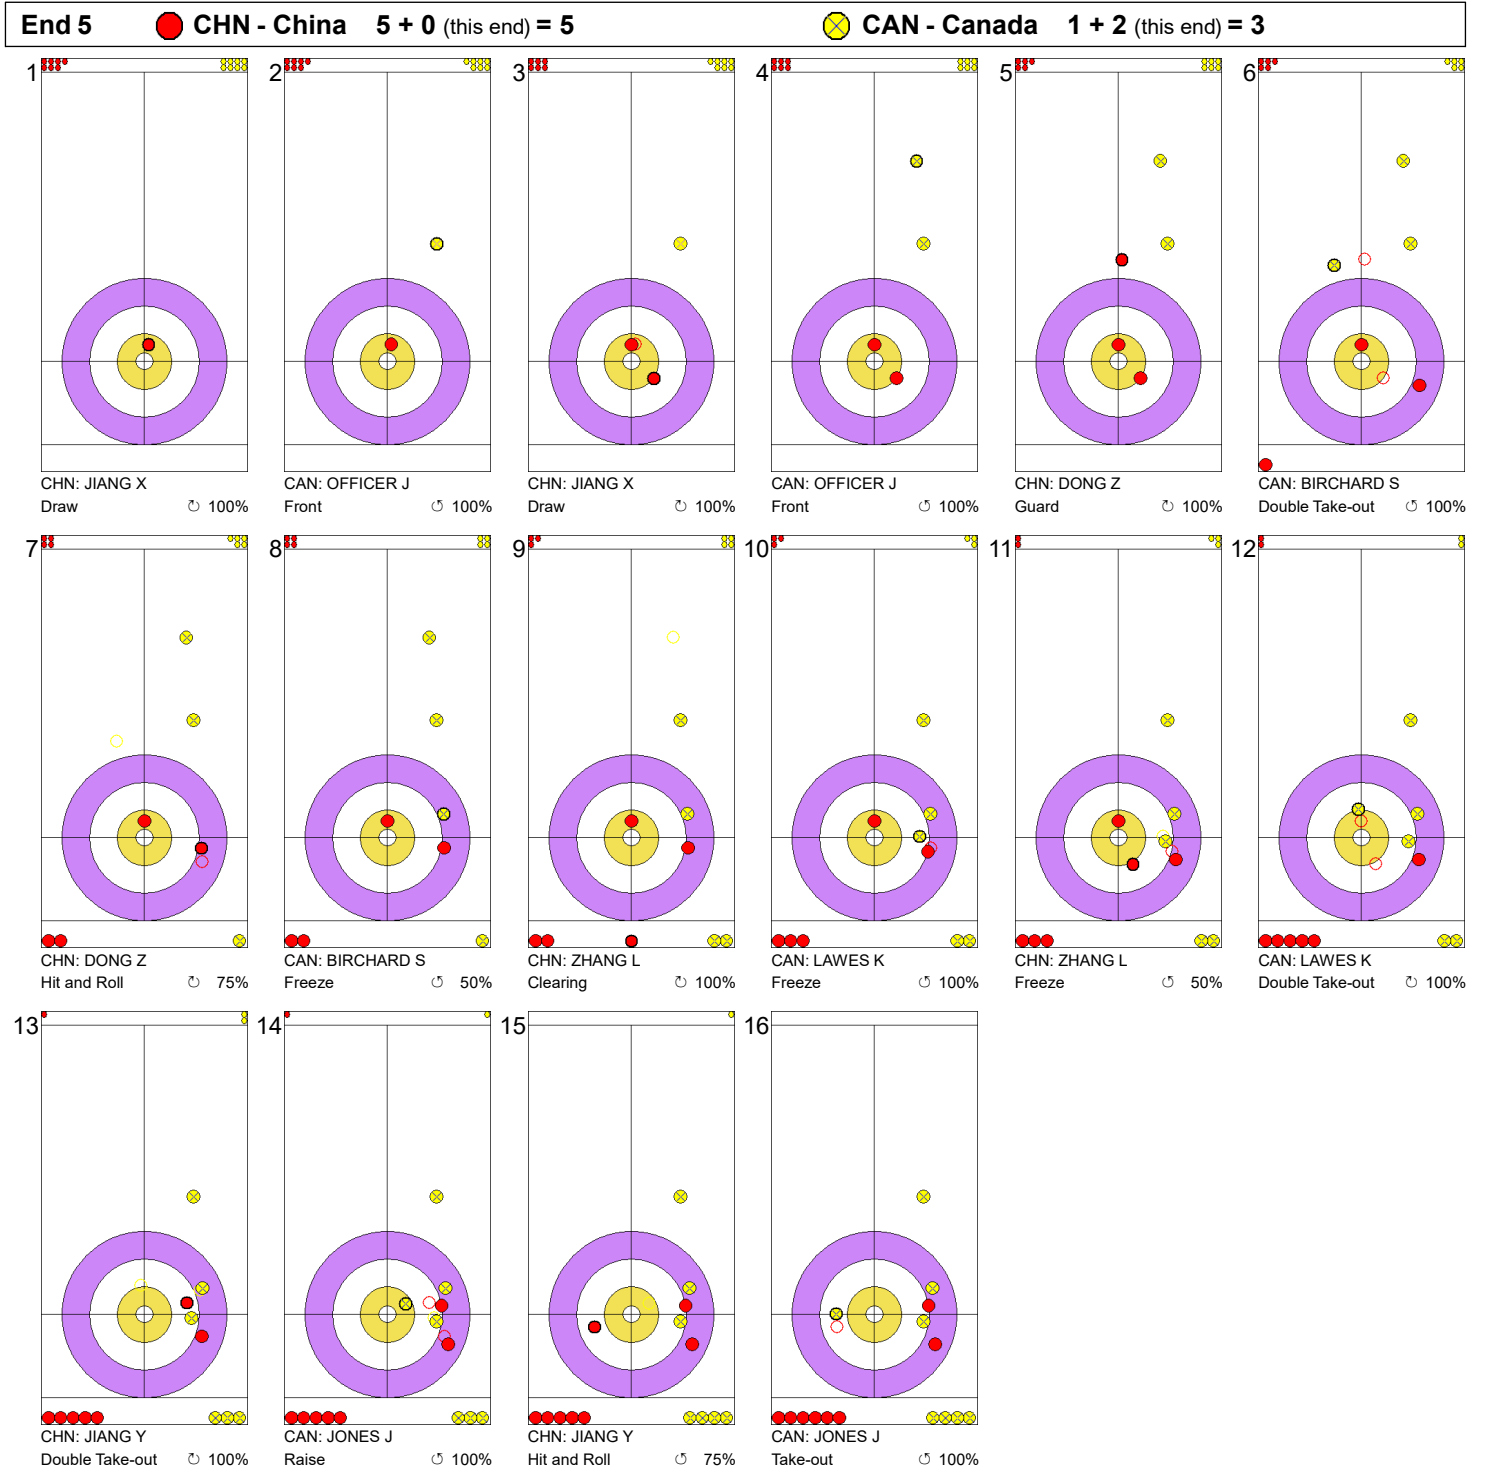 End 5 CHN - China 5 + 0 (this end) = 5 CAN - Canada 1 + 2 (this end) = 3
1 2 3 4 5 6
CHN: JIANG X CAN: OFFICER J CHN: JIANG X CAN: OFFICER J CHN: DONG Z CAN: BIRCHARD S
Draw ↻ 100% Front ↺ 100% Draw ↻ 100% Front ↺ 100% Guard ↻ 100% Double Take-out ↺ 100%
7 8 9 10 11 12
CHN: DONG Z CAN: BIRCHARD S CHN: ZHANG L CAN: LAWES K CHN: ZHANG L CAN: LAWES K
Hit and Roll ↻ 75% Freeze ↺ 50% Clearing ↻ 100% Freeze ↺ 100% Freeze ↺ 50% Double Take-out ↻ 100%
13 14 15 16
CHN: JIANG Y CAN: JONES J CHN: JIANG Y CAN: JONES J
Double Take-out ↻ 100% Raise ↺ 100% Hit and Roll ↺ 75% Take-out ↺ 100%